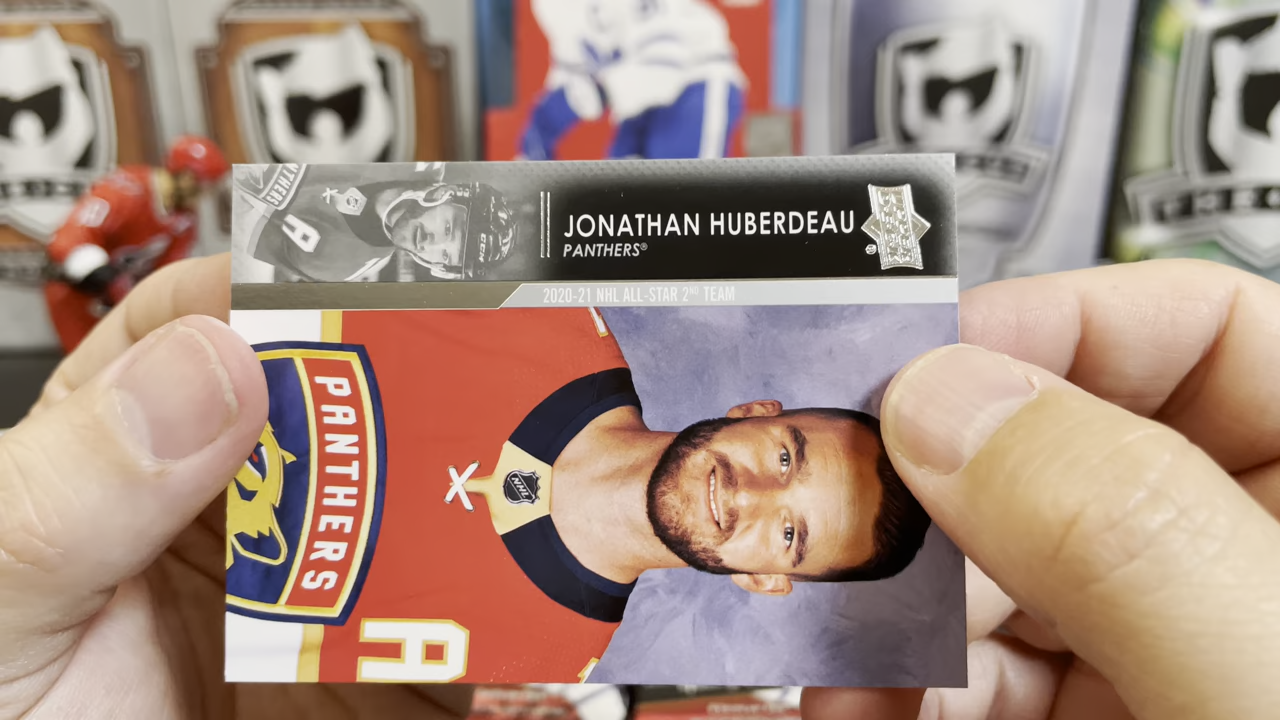 JONATHAN HUBERDEAU
PANTHERS®
2020-21 NHL ALL-STAR 2ND TEAM
PANTHERS
NHL
A
A